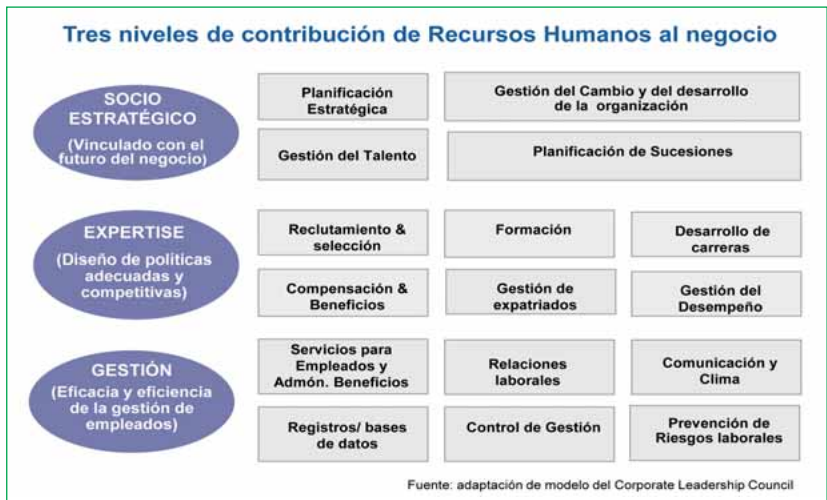 Tres niveles de contribución de Recursos Humanos al negocio
SOCIO
ESTRATÉGICO
(Vinculado con el
futuro del negocio)
Planificación
Estratégica
Gestión del Cambio y del desarrollo
de la organización
Gestión del Talento
Planificación de Sucesiones
EXPERTISE
(Diseño de políticas
adecuadas y
competitivas)
Reclutamiento &
selección
Formación
Desarrollo de
carreras
Compensación &
Beneficios
Gestión de
expatriados
Gestión del
Desempeño
GESTIÓN
(Eficacia y eficiencia
de la gestión de
empleados)
Servicios para
Empleados y
Admón. Beneficios
Relaciones
laborales
Comunicación y
Clima
Registros/ bases
de datos
Control de Gestión
Prevención de
Riesgos laborales
Fuente: adaptación de modelo del Corporate Leadership Council